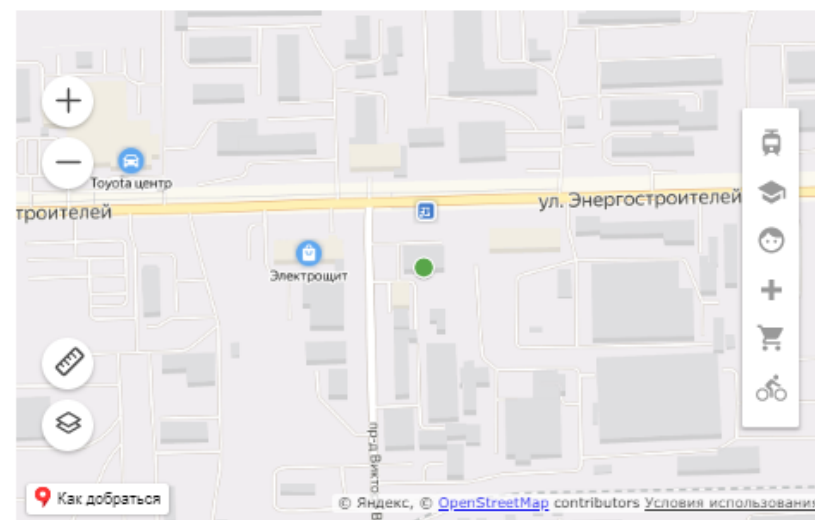 Toyota центр
ул. Энергостроителей
троителей
Электрощит
пр-д Викто
В
Как добраться
© Яндекс, © OpenStreetMap contributors Условия использования